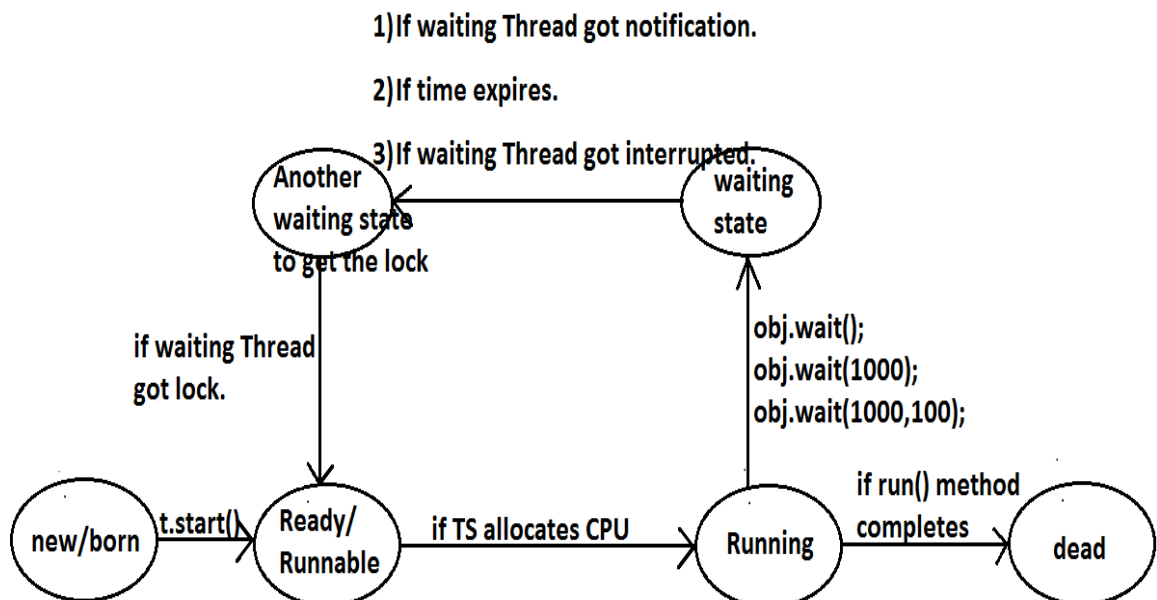 1)If waiting Thread got notification.
2)If time expires.
3)If waiting Thread got interrupted.
Another
waiting state
to get the lock
waiting
state
if waiting Thread
got lock.
obj.wait();
obj.wait(1000);
obj.wait(1000,100);
new/born
t.start()
Ready/
Runnable
if TS allocates CPU
Running
if run() method
completes
dead